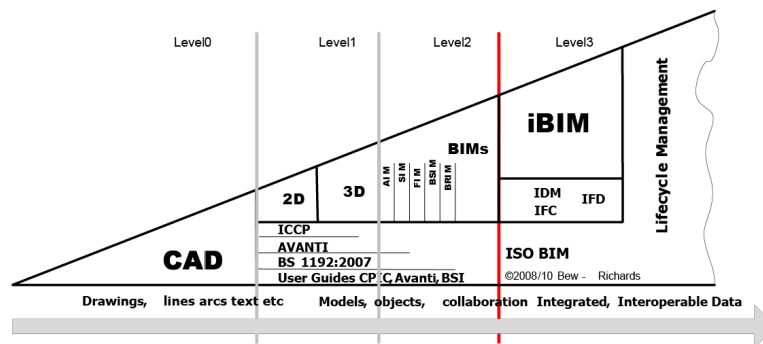 Level0 Level1 Level2 Level3
iBIM
BIMs
Lifecycle Management
2D
3D
AIM
SIM
FIM
BSIM
BRIM
IDM
IFC
IFD
CAD
ICCP
AVANTI
BS 1192:2007
User Guides CPIC, Avanti, BSI
ISO BIM
©2008/10 Bew - Richards
Drawings, lines arcs text etc Models, objects, collaboration Integrated, Interoperable Data